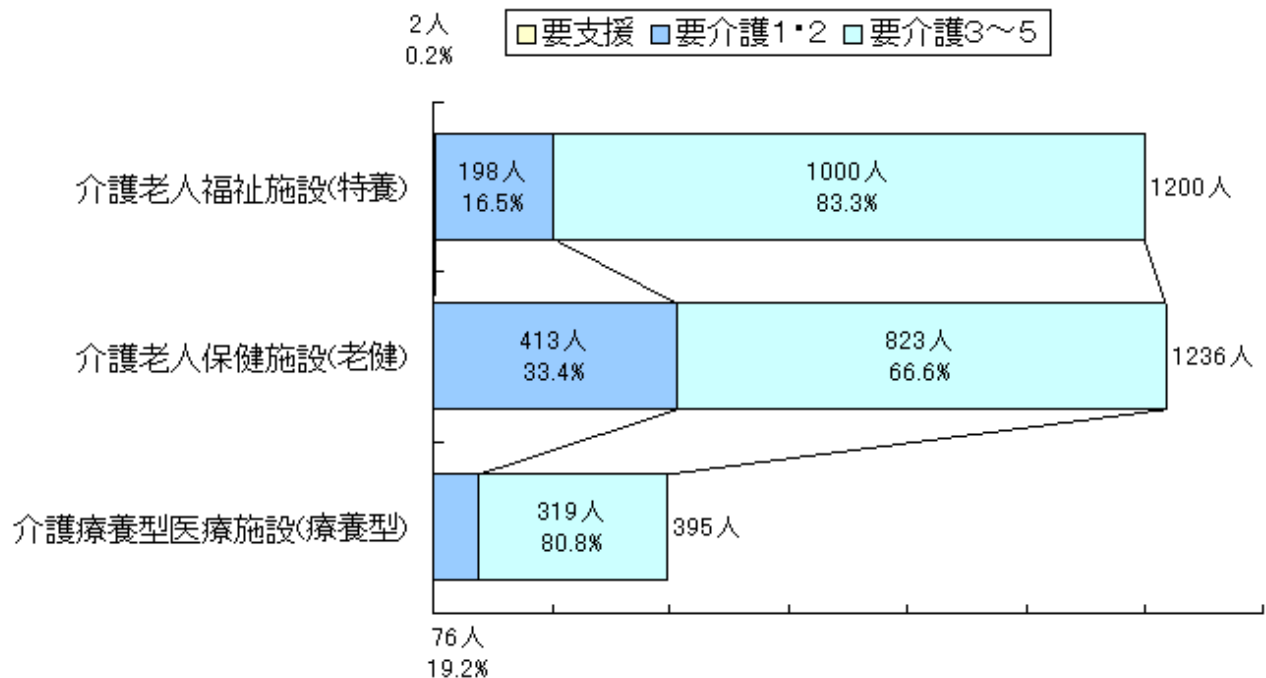 2人
0.2%
要支援 要介護1・2 要介護3～5
介護老人福祉施設(特養)
198人
16.5%
1000人
83.3%
1200人
介護老人保健施設(老健)
413人
33.4%
823人
66.6%
1236人
介護療養型医療施設(療養型)
319人
80.8%
395人
76人
19.2%